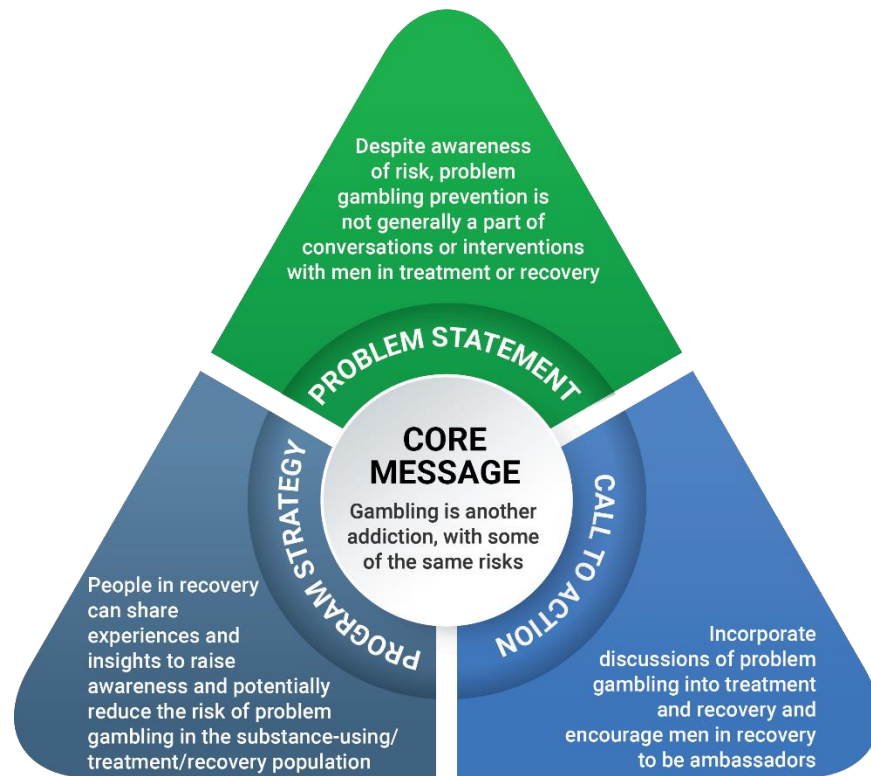 Despite awareness
of risk, problem
gambling prevention is
not generally a part of
conversations or interventions
with men in treatment or recovery
PROBLEM STATEMENT
CORE
MESSAGE
Gambling is another
addiction, with some
of the same risks
PROGRAM STRATEGY
People in recovery
can share
experiences and
insights to raise
awareness and potentially
reduce the risk of problem
gambling in the substance-using/
treatment/recovery population
CALL TO ACTION
Incorporate
discussions of problem
gambling into treatment
and recovery and
encourage men in recovery
to be ambassadors